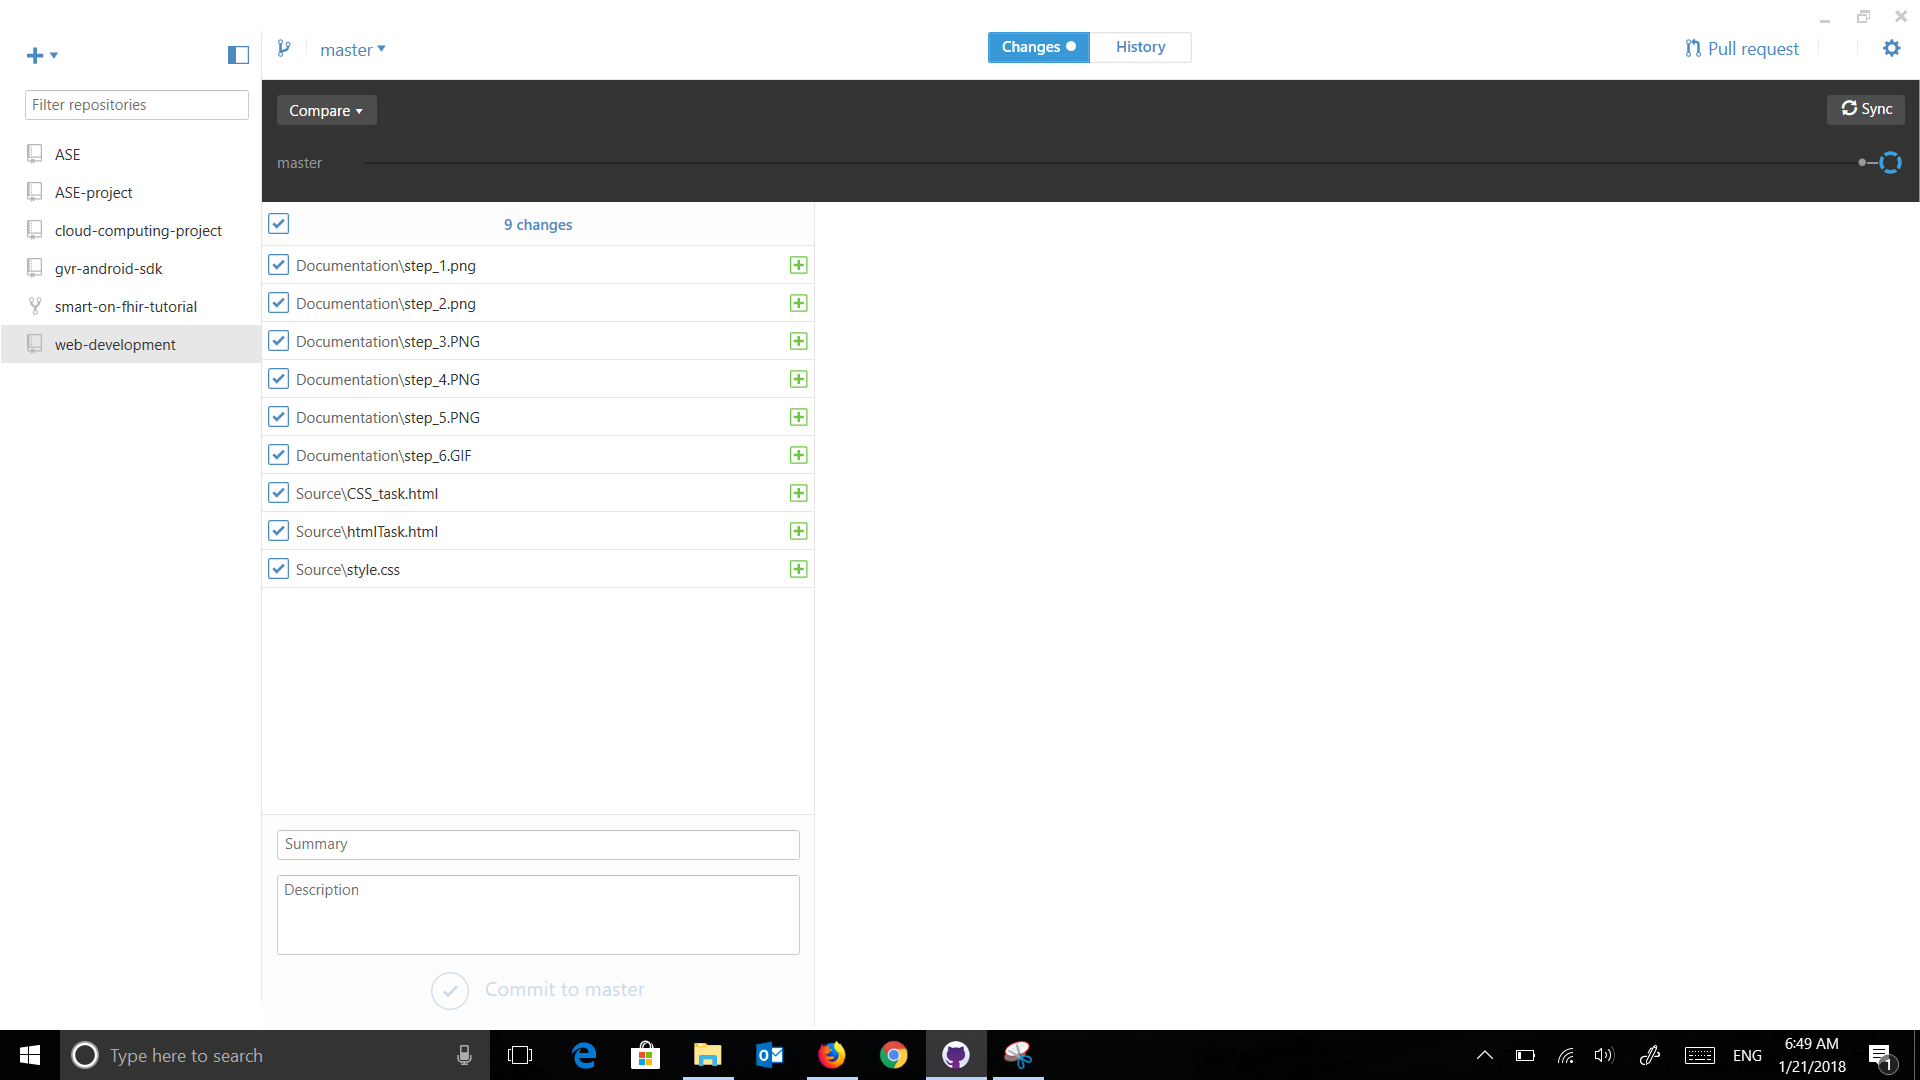 master
Changes
History
Pull request
Filter repositories
Compare
Sync
master
ASE
ASE-project
cloud-computing-project
gvr-android-sdk
smart-on-fhir-tutorial
web-development
9 changes
Documentation\step_1.png
Documentation\step_2.png
Documentation\step_3.PNG
Documentation\step_4.PNG
Documentation\step_5.PNG
Documentation\step_6.GIF
Source\CSS_task.html
Source\htmlTask.html
Source\style.css
Summary
Description
Commit to master
Type here to search
ENG
6:49 AM
1/21/2018
1